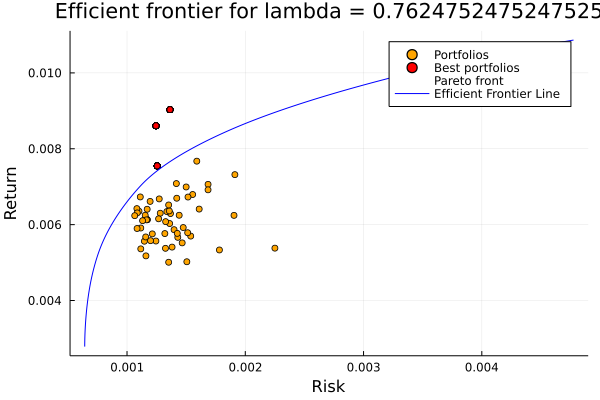 Efficient frontier for lambda = 0.7624752475247525
Portfolios
Best portfolios
Pareto front
Efficient Frontier Line
0.010
0.008
0.006
0.004
Return
0.001
0.002
0.003
0.004
Risk